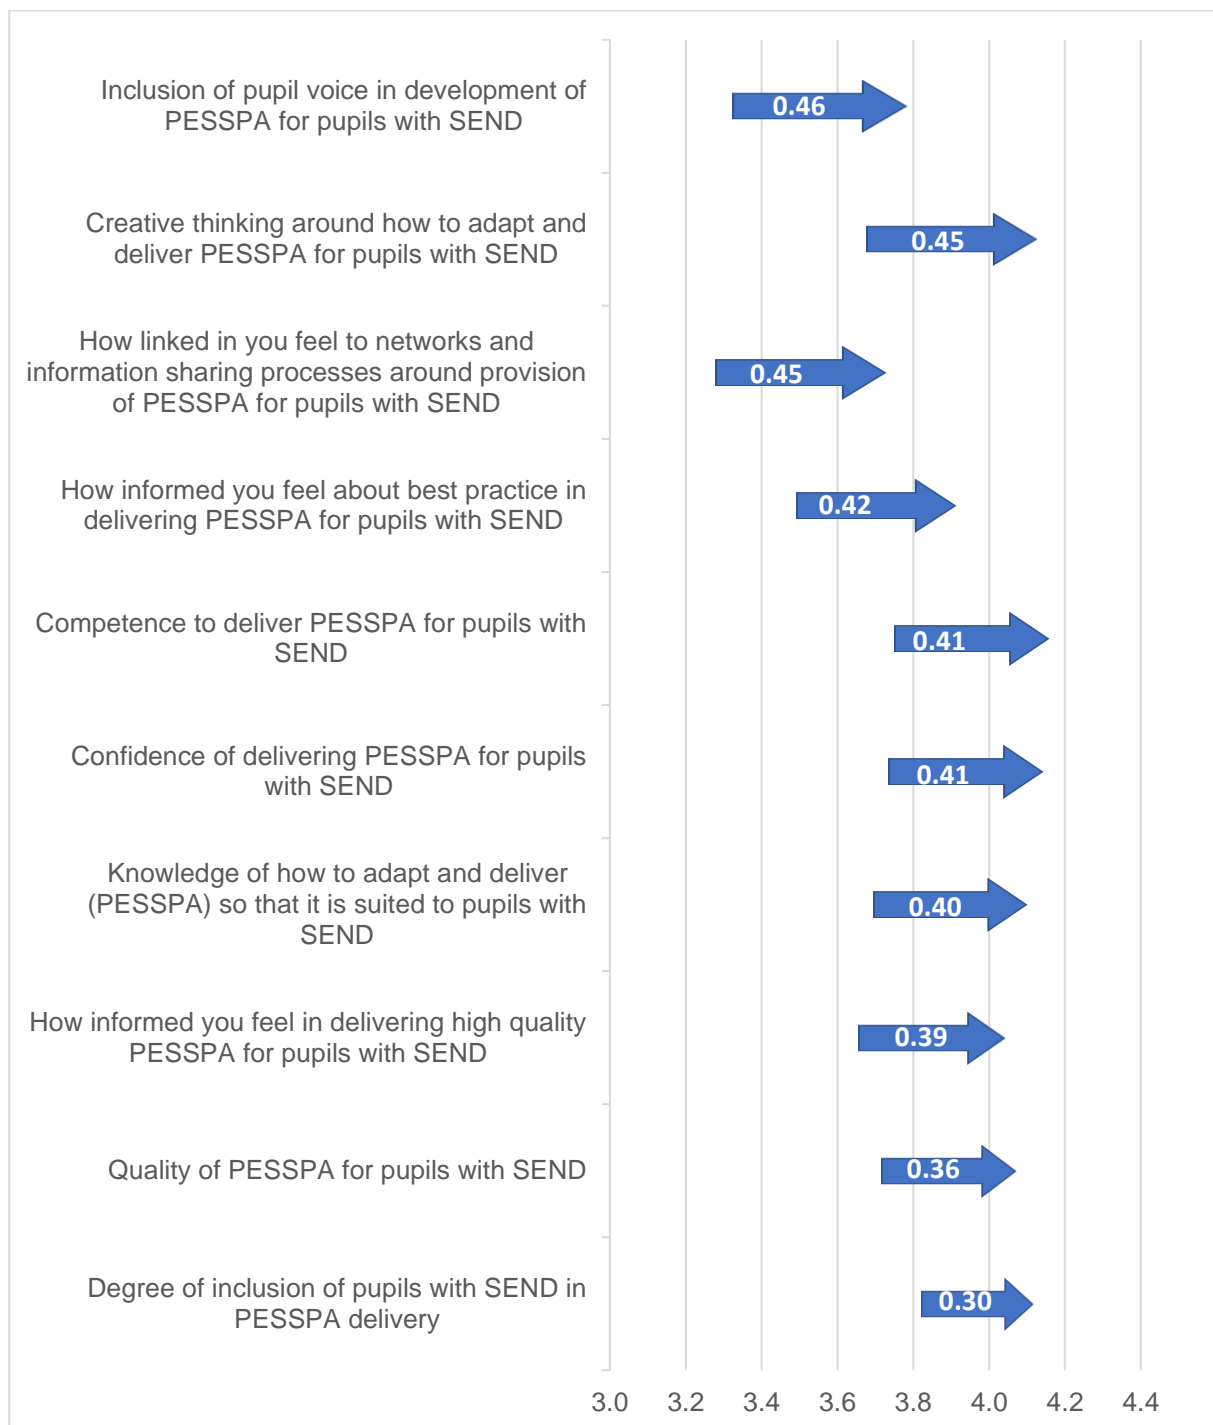 Inclusion of pupil voice in development of
PESSPA for pupils with SEND
0.46
Creative thinking around how to adapt and
deliver PESSPA for pupils with SEND
0.45
How linked in you feel to networks and
information sharing processes around provision
of PESSPA for pupils with SEND
0.45
How informed you feel about best practice in
delivering PESSPA for pupils with SEND
0.42
Competence to deliver PESSPA for pupils with
SEND
0.41
Confidence of delivering PESSPA for pupils
with SEND
0.41
Knowledge of how to adapt and deliver
(PESSPA) so that it is suited to pupils with
SEND
0.40
How informed you feel in delivering high quality
PESSPA for pupils with SEND
0.39
Quality of PESSPA for pupils with SEND
0.36
Degree of inclusion of pupils with SEND in
PESSPA delivery
0.30
3.0 3.2 3.4 3.6 3.8 4.0 4.2 4.4